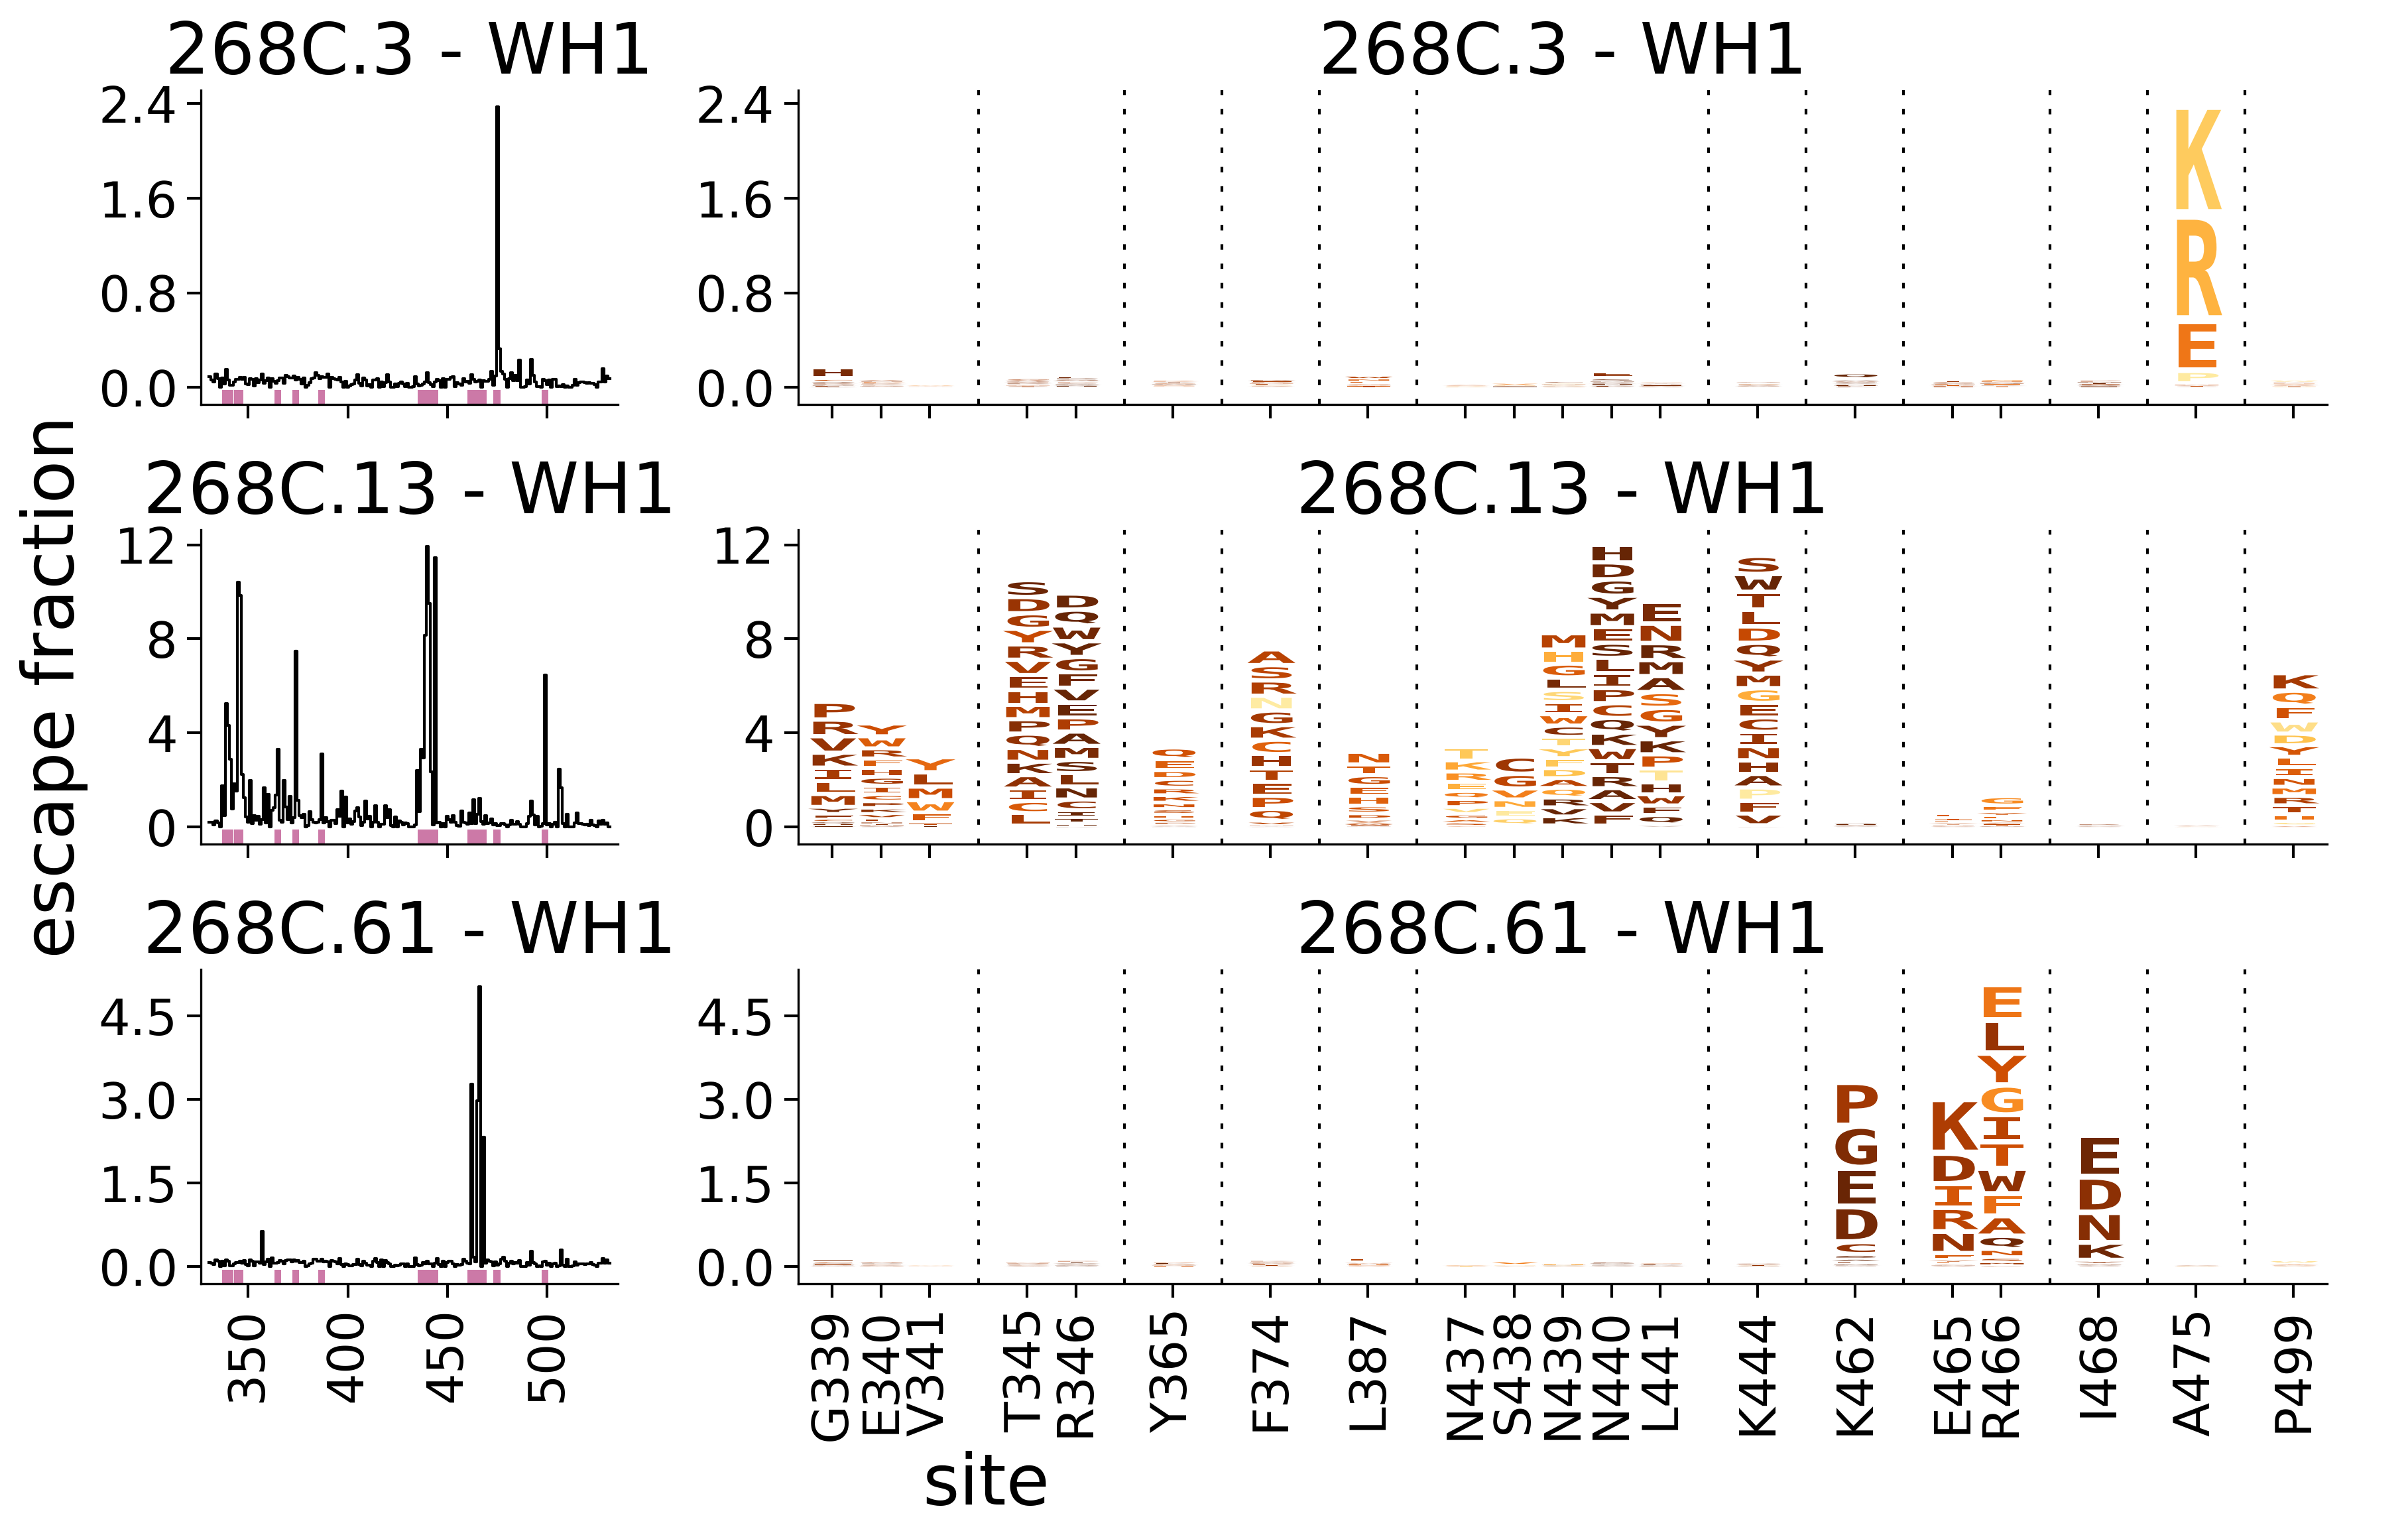 268C.3 - WH1
268C.3 - WH1
2.4
1.6
0.8
0.0
2.4
1.6
0.8
0.0
K
R
E
P
268C.13 - WH1
268C.13 - WH1
escape fraction
12
8
4
0
12
8
4
0
P R V K I L M
Y W R
Y L M W F
S D G Y R V E H M P Q N K A I C L
D Q W Y G F V E P A M S L N C
Q E D C R N
A S R N G K C H I E P Q
N T G F H S
T K R E Q P
C G V N F Q
M H G L S I W C T Y F D A Q R V K
H D G Y M E S L I P C Q K W T R A V F
E N R M A S G Y K P T H W F Q
S W T L D Q Y M G E C I N H A P F V
G
K Q F W D Y L I N M R T
268C.61 - WH1
268C.61 - WH1
4.5
3.0
1.5
0.0
4.5
3.0
1.5
0.0
P G E D C
K D I R N
E L Y G I T W F A Q N
E D N K
350
400
450
500
G339
E340
V341
T345
R346
Y365
F374
L387
N437
S438
N439
N440
L441
K444
K462
E465
R466
I468
A475
P499
site